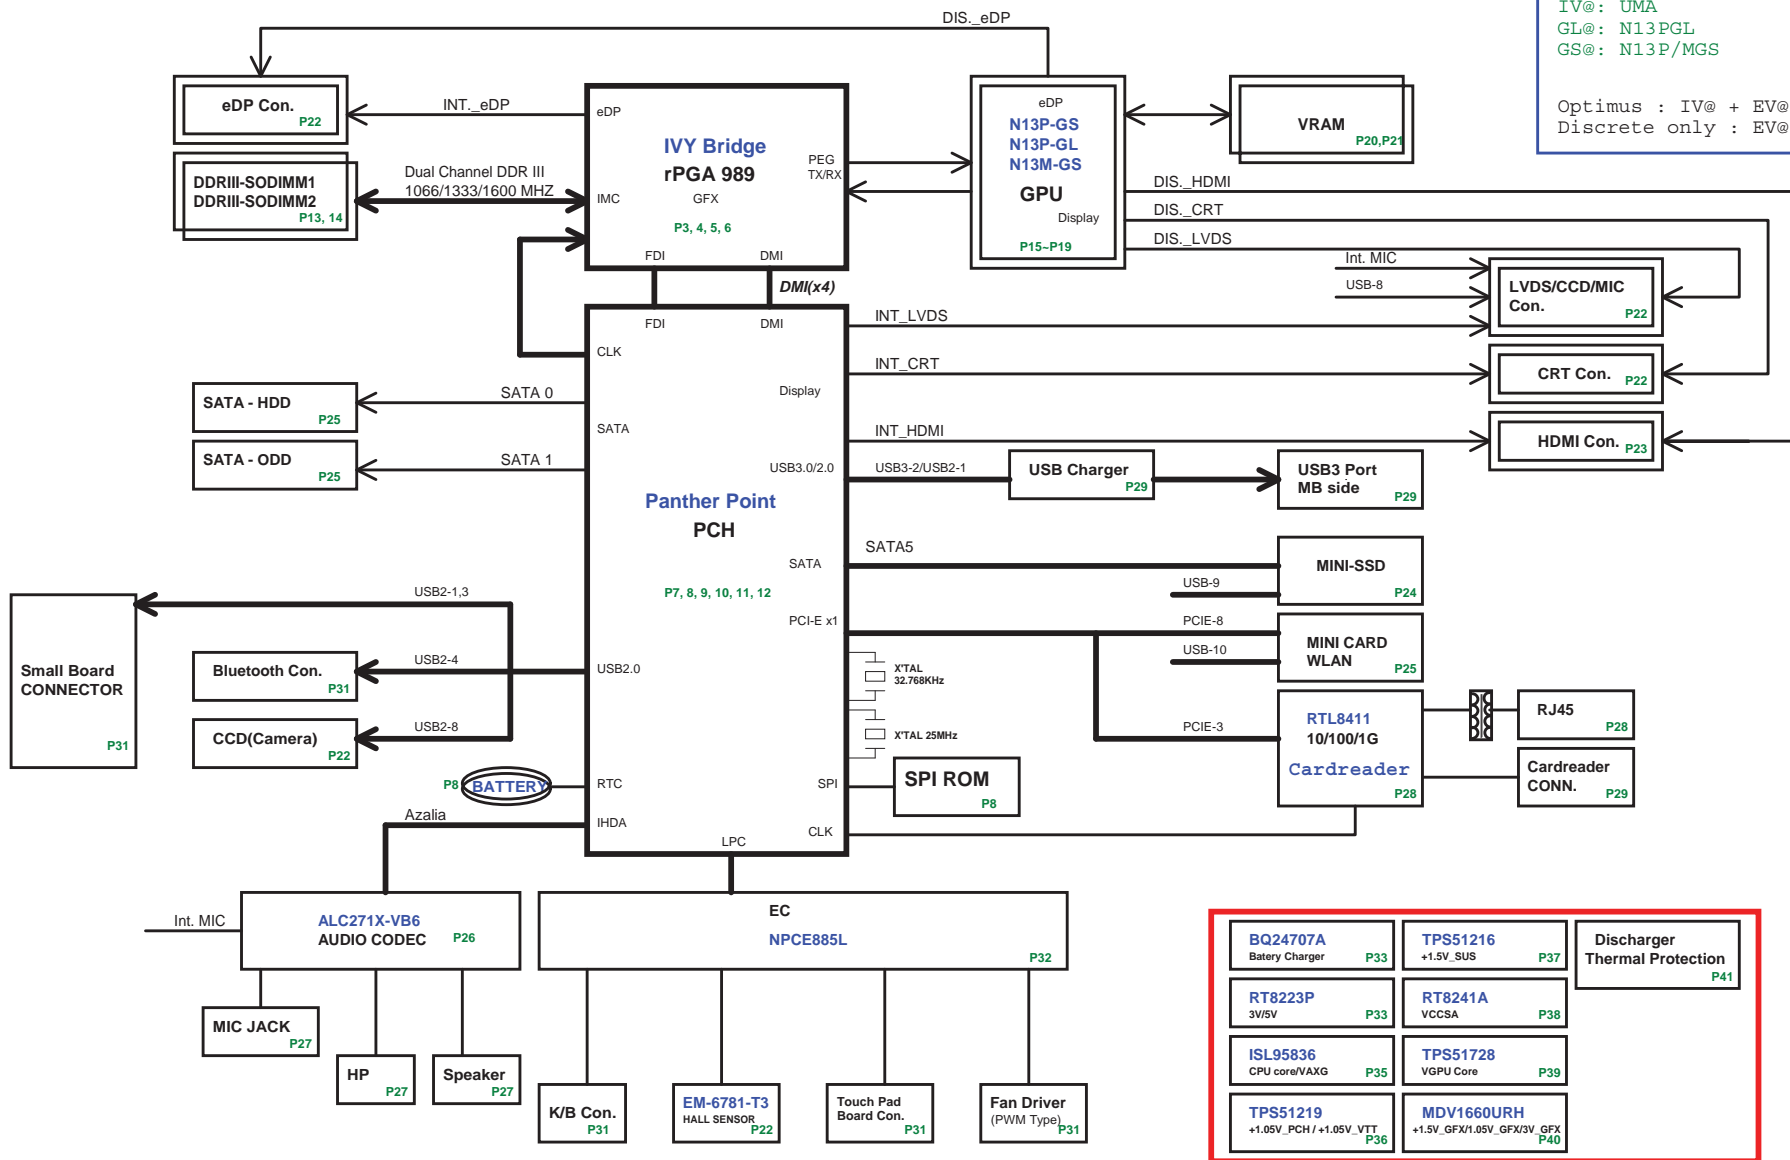 DIS._eDP
IV@: UMA
GL@: N13PGL
GS@: N13P/MGS
Optimus : IV@ + EV@
Discrete only : EV@
eDP Con.
P22
INT._eDP
eDP
IVY Bridge
rPGA 989
GFX
P3, 4, 5, 6
IMC
PEG
TX/RX
FDI
DMI
eDP
N13P-GS
N13P-GL
N13M-GS
GPU
Display
P15~P19
VRAM
P20,P21
DDRIII-SODIMM1
DDRIII-SODIMM2
P13, 14
Dual Channel DDR III
1066/1333/1600 MHZ
DIS._HDMI
DIS._CRT
DIS._LVDS
Int. MIC
USB-8
LVDS/CCD/MIC
Con.
P22
DMI(x4)
FDI
DMI
CLK
INT_LVDS
INT_CRT
Display
CRT Con.
P22
SATA - HDD
P25
SATA 0
SATA
INT_HDMI
HDMI Con.
P23
SATA - ODD
P25
SATA 1
USB3.0/2.0
USB3-2/USB2-1
USB Charger
P29
USB3 Port
MB side
P29
Panther Point
PCH
P7, 8, 9, 10, 11, 12
SATA
SATA5
MINI-SSD
P24
USB-9
PCI-E x1
PCIE-8
USB-10
MINI CARD
WLAN
P25
Small Board
CONNECTOR
P31
USB2-1,3
Bluetooth Con.
P31
USB2-4
USB2.0
CCD(Camera)
P22
USB2-8
X'TAL
32.768KHz
X'TAL 25MHz
PCIE-3
RTL8411
10/100/1G
Cardreader
P28
RJ45
P28
Cardreader
CONN.
P29
P8
BATTERY
RTC
SPI
SPI ROM
P8
Azalia
IHDA
CLK
LPC
Int. MIC
ALC271X-VB6
AUDIO CODEC
P26
EC
NPCE885L
P32
MIC JACK
P27
HP
P27
Speaker
P27
K/B Con.
P31
EM-6781-T3
HALL SENSOR
P22
Touch Pad
Board Con.
P31
Fan Driver
(PWM Type)
P31
BQ24707A
Batery Charger
P33
TPS51216
+1.5V_SUS
P37
Discharger
Thermal Protection
P41
RT8223P
3V/5V
P33
RT8241A
VCCSA
P38
ISL95836
CPU core/VAXG
P35
TPS51728
VGPU Core
P39
TPS51219
+1.05V_PCH / +1.05V_VTT
P36
MDV1660URH
+1.5V_GFX/1.05V_GFX/3V_GFX
P40